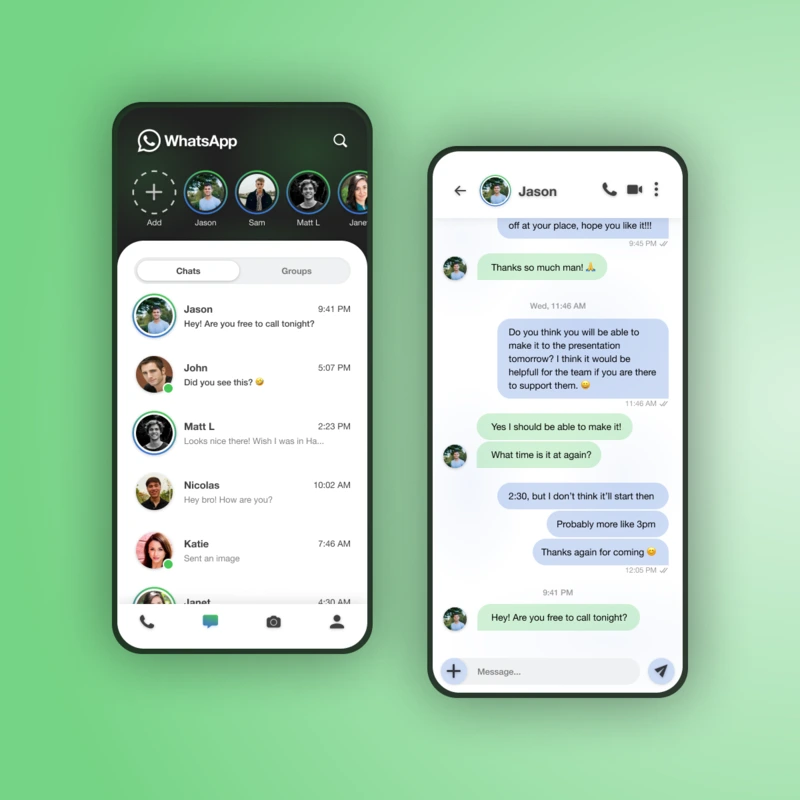 WhatsApp
Add
Jason
Sam
Matt L
Jane
Chats
Groups
Jason
9:41 PM
Hey! Are you free to call tonight?
John
5:07 PM
Did you see this? 🤣
Matt L
2:23 PM
Looks nice there! Wish I was in Ha...
Nicolas
10:02 AM
Hey bro! How are you?
Katie
7:46 AM
Sent an image
Janet
4:30 AM
Jason
off at your place, hope you like it!!!
9:45 PM
Thanks so much man! 🙏
Wed, 11:46 AM
Do you think you will be able to
make it to the presentation
tomorrow? I think it would be
helpfull for the team if you are there
to support them. 😀
11:46 AM
Yes I should be able to make it!
What time is it at again?
2:30, but I don't think it'll start then
Probably more like 3pm
Thanks again for coming 😊
12:05 PM
9:41 PM
Hey! Are you free to call tonight?
Message...